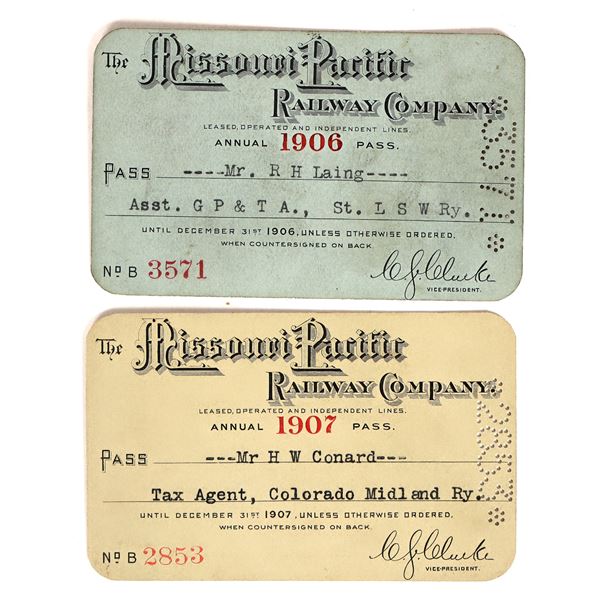 The Missouri Pacific
RAILWAY COMPANY.
LEASED, OPERATED AND INDEPENDENT LINES.
ANNUAL 1906 PASS.
PASS ----Mr. R H Laing----
Asst. G P & T A., St. L S W Ry.
UNTIL DECEMBER 31ST 1906, UNLESS OTHERWISE ORDERED.
WHEN COUNTERSIGNED ON BACK.
No B 3571
C.G. Clarke
VICE-PRESIDENT.
*3571
The Missouri Pacific
RAILWAY COMPANY.
LEASED, OPERATED AND INDEPENDENT LINES.
ANNUAL 1907 PASS.
PASS ---Mr H W Conard---
Tax Agent, Colorado Midland Ry.
UNTIL DECEMBER 31ST 1907, UNLESS OTHERWISE ORDERED.
WHEN COUNTERSIGNED ON BACK.
No B 2853
C.G. Clarke
VICE-PRESIDENT.